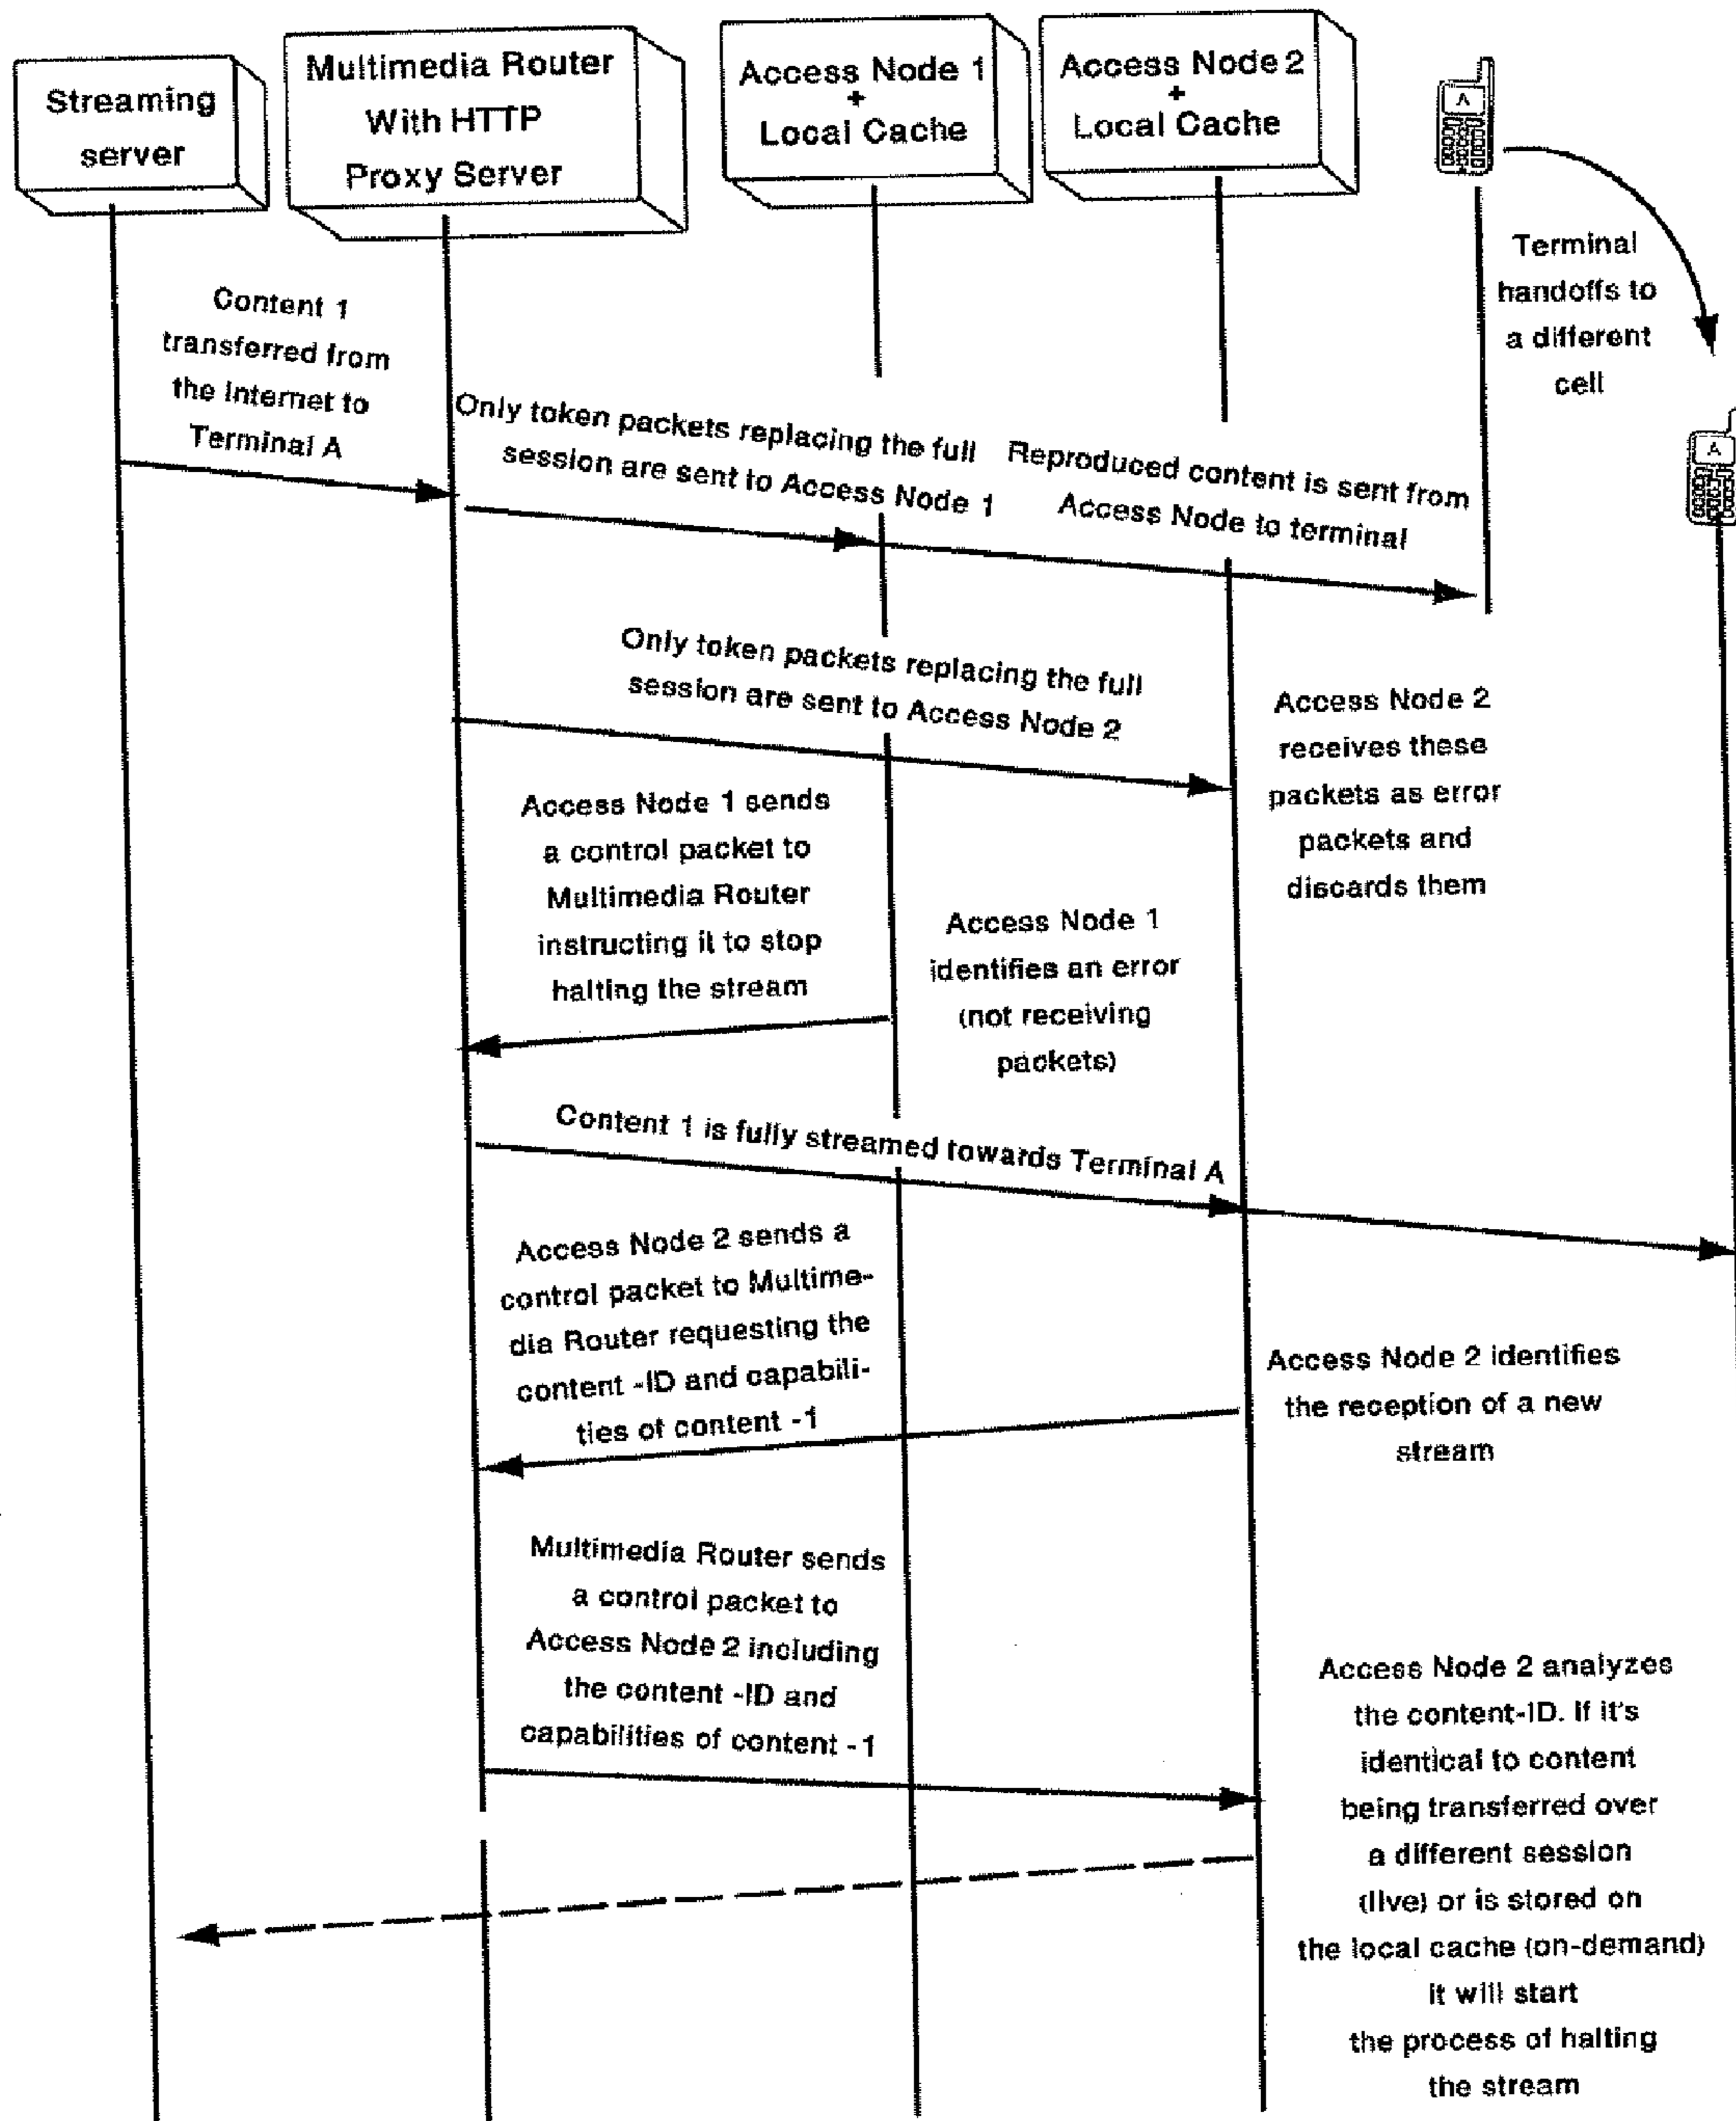 Streaming
server
Multimedia Router
With HTTP
Proxy Server
Access Node 1
+
Local Cache
Access Node 2
+
Local Cache
A
Terminal
handoffs to
a different
cell
A
Content 1
transferred from
the Internet to
Terminal A
Only token packets replacing the full
session are sent to Access Node 1
Reproduced content is sent from
Access Node to terminal
Only token packets replacing the full
session are sent to Access Node 2
Access Node 2
receives these
packets as error
packets and
discards them
Access Node 1 sends
a control packet to
Multimedia Router
instructing it to stop
halting the stream
Access Node 1
identifies an error
(not receiving
packets)
Content 1 is fully streamed towards Terminal A
Access Node 2 sends a
control packet to Multime-
dia Router requesting the
content -ID and capabili-
ties of content -1
Access Node 2 identifies
the reception of a new
stream
Multimedia Router sends
a control packet to
Access Node 2 including
the content -ID and
capabilities of content -1
Access Node 2 analyzes
the content-ID. If it's
identical to content
being transferred over
a different session
(live) or is stored on
the local cache (on-demand)
it will start
the process of halting
the stream